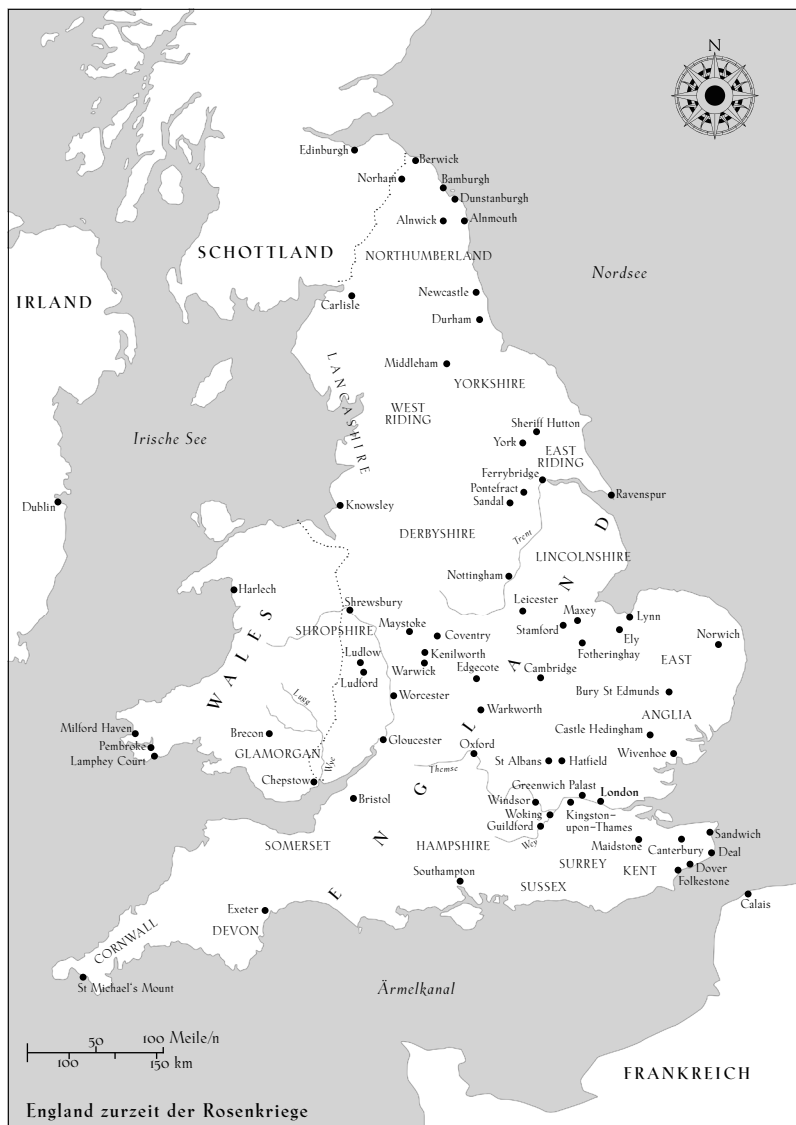 N
Edinburgh
Berwick
Norham
Bamburgh
Dunstanburgh
Alnwick
Alnmouth
SCHOTTLAND
NORTHUMBERLAND
Nordsee
IRLAND
Newcastle
Carlisle
Durham
Middleham
LANCASHIRE
YORKSHIRE
WEST
RIDING
Sheriff Hutton
Irische See
York
EAST
RIDING
Ferrybridge
Pontefract
Ravenspur
Sandal
Dublin
Knowsley
DERBYSHIRE
Trent
LINCOLNSHIRE
ENGLAND
Nottingham
Harlech
Shrewsbury
Leicester
Maxey
Lynn
WALES
SHROPSHIRE
Maystoke
Coventry
Stamford
Ely
Norwich
Fotheringhay
Ludlow
Kenilworth
EAST
Ludford
Warwick
Edgecote
Cambridge
Lugg
Worcester
Bury St Edmunds
Warkworth
ANGLIA
Milford Haven
Brecon
Castle Hedingham
Pembroke
Gloucester
Oxford
Wivenhoe
Lamphey Court
GLAMORGAN
Wye
Themse
St Albans
Hatfield
Chepstow
Greenwich Palast
London
Bristol
Windsor
Woking
Kingston-
upon-Thames
Guildford
Wey
Sandwich
SOMERSET
HAMPSHIRE
Maidstone
Canterbury
Deal
SURREY
KENT
Dover
Southampton
SUSSEX
Folkestone
Calais
Exeter
DEVON
CORNWALL
St Michael's Mount
Ärmelkanal
50
100 Meile/n
100
150 km
FRANKREICH
England zurzeit der Rosenkriege